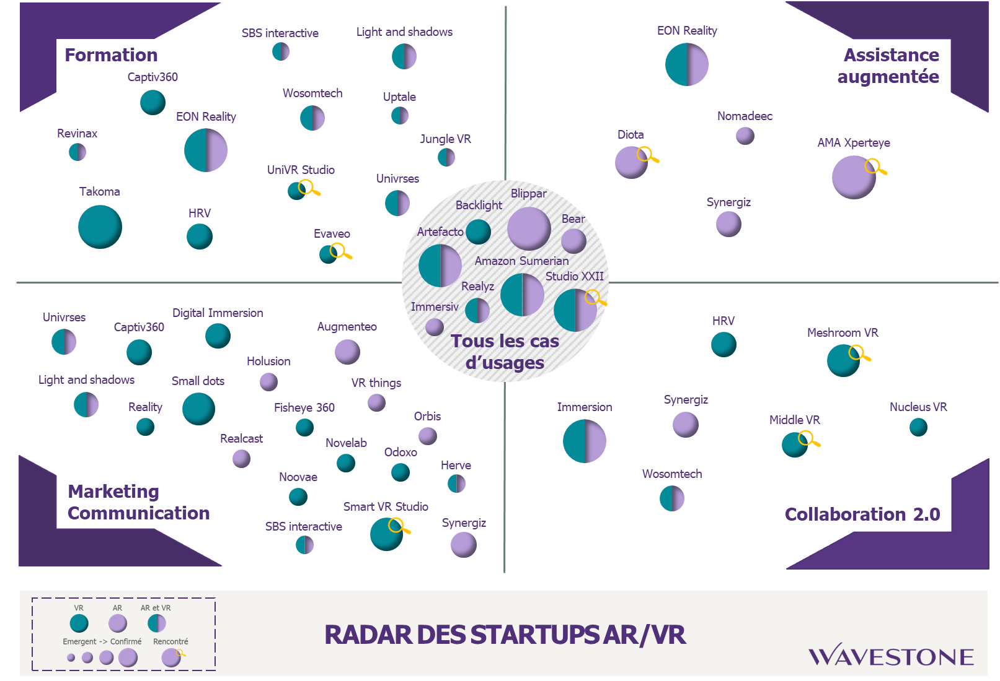 Formation
SBS interactive
Light and shadows
Captiv360
Wosomtech
Uptale
EON Reality
Revinax
Jungle VR
UniVR Studio
Univrses
Takoma
HRV
Evaveo
Assistance
augmentée
EON Reality
Nomadeec
Diota
AMA Xperteye
Synergiz
Blippar
Backlight
Bear
Artefacto
Amazon Sumerian
Studio XXII
Realyz
Immersiv
Tous les cas
d’usages
Univrses
Captiv360
Digital Immersion
Augmenteo
Holusion
Light and shadows
Small dots
VR things
Reality
Fisheye 360
Orbis
Realcast
Novelab
Odoxo
Herve
Noovae
Smart VR Studio
SBS interactive
Synergiz
Marketing
Communication
HRV
Meshroom VR
Immersion
Synergiz
Middle VR
Nucleus VR
Wosomtech
Collaboration 2.0
VR
AR
AR et VR
Emergent -> Confirmé
Rencontré
RADAR DES STARTUPS AR/VR
WAVESTONE